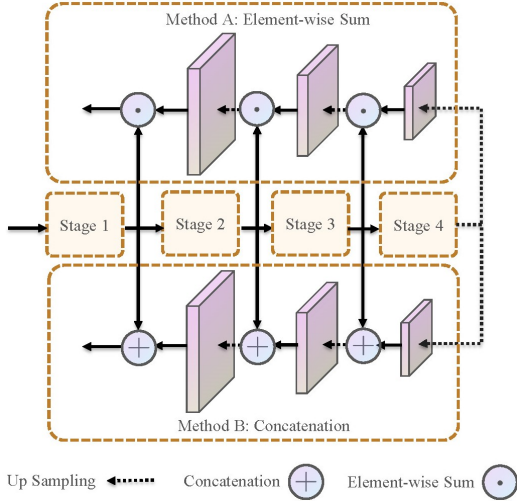 Method A: Element-wise Sum
Stage 1
Stage 2
Stage 3
Stage 4
Method B: Concatenation
Up Sampling
Concatenation
Element-wise Sum